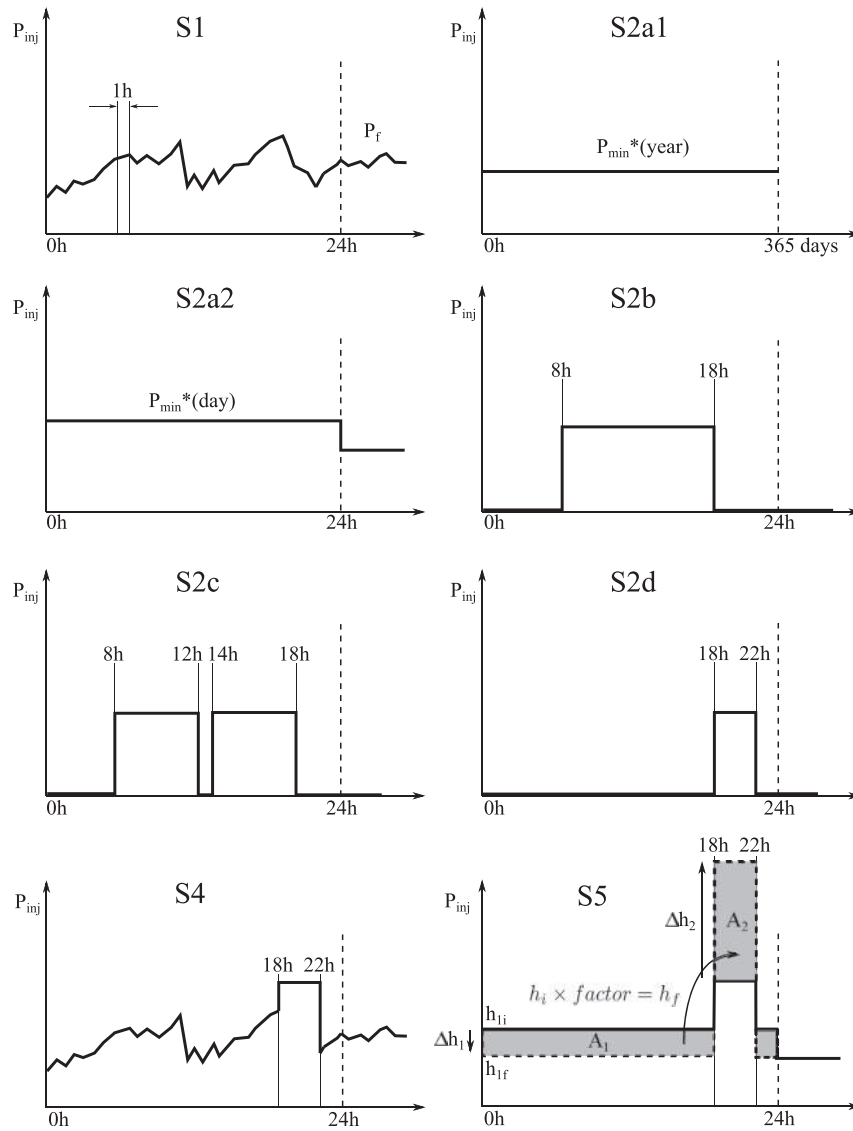 S1
P_inj
1h
P_f
0h
24h
S2a1
P_inj
P_min*(year)
0h
365 days
S2a2
P_inj
P_min*(day)
0h
24h
S2b
P_inj
8h
18h
0h
24h
S2c
P_inj
8h
12h
14h
18h
0h
24h
S2d
P_inj
18h
22h
0h
24h
S4
P_inj
18h
22h
0h
24h
18h
22h
S5
P_inj
Δh_2
A_2
h_i × factor = h_f
h_1i
Δh_1
A_1
h_1f
0h
24h